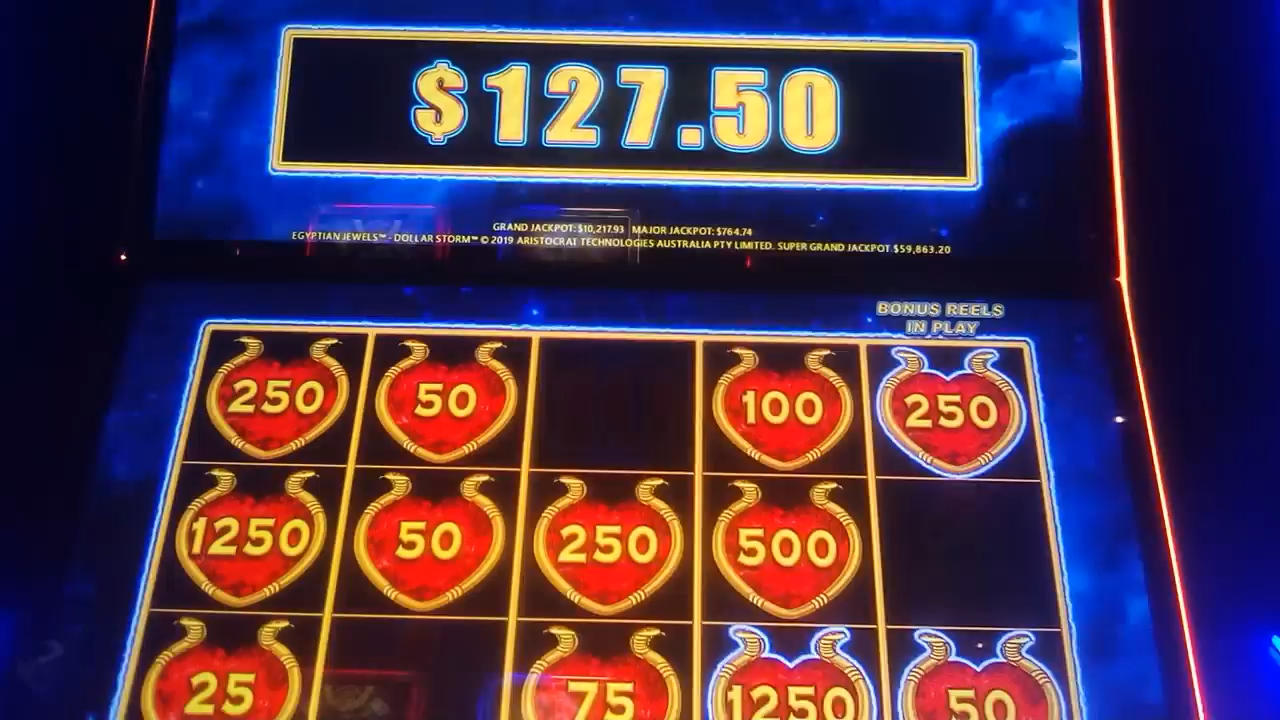 $127.50
GRAND JACKPOT: $10,217.93 MAJOR JACKPOT: $764.74
EGYPTIAN JEWELS™ - DOLLAR STORM™ © 2019 ARISTOCRAT TECHNOLOGIES AUSTRALIA PTY LIMITED. SUPER GRAND JACKPOT $59,863.20
BONUS REELS
IN PLAY
250 50 100 250
1250 50 250 500
25 75 1250 50